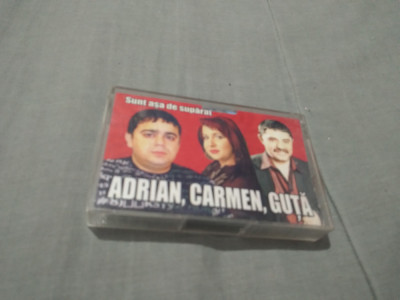 Sunt așa de supărat
ADRIAN, CARMEN, GUȚĂ